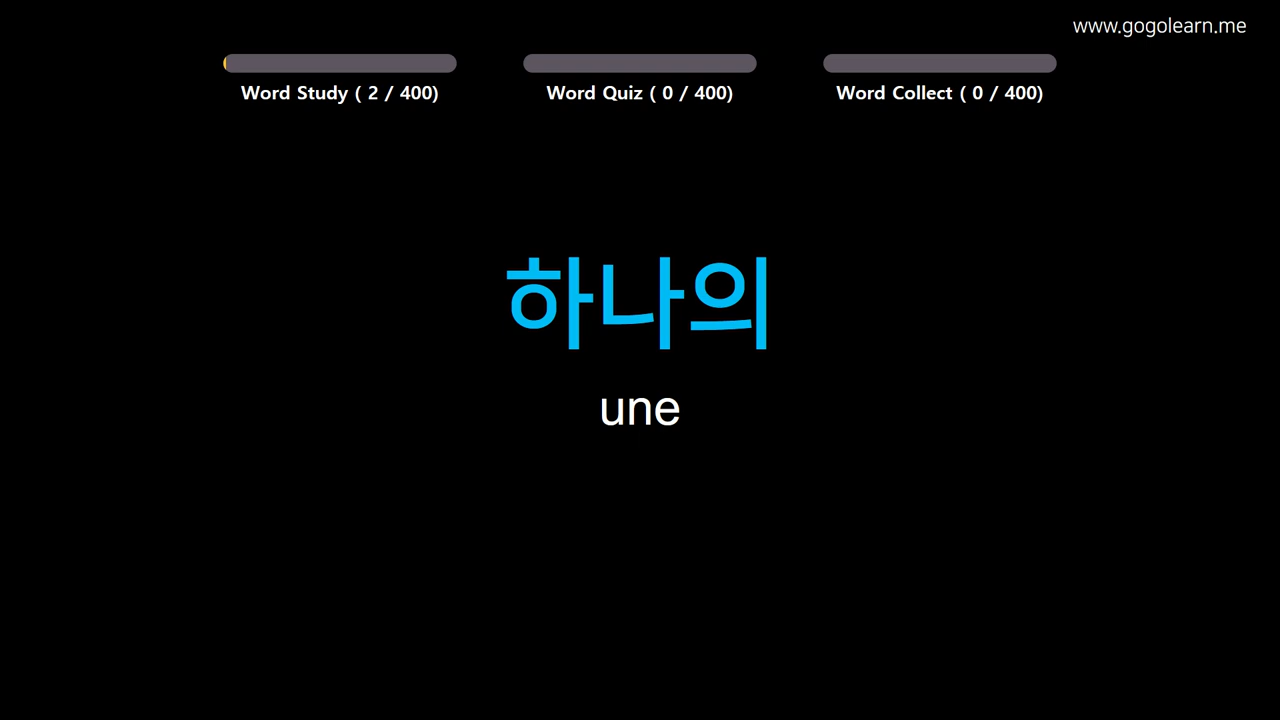 www.gogolearn.me
Word Study ( 2 / 400)
Word Quiz ( 0 / 400)
Word Collect ( 0 / 400)
하나의
une